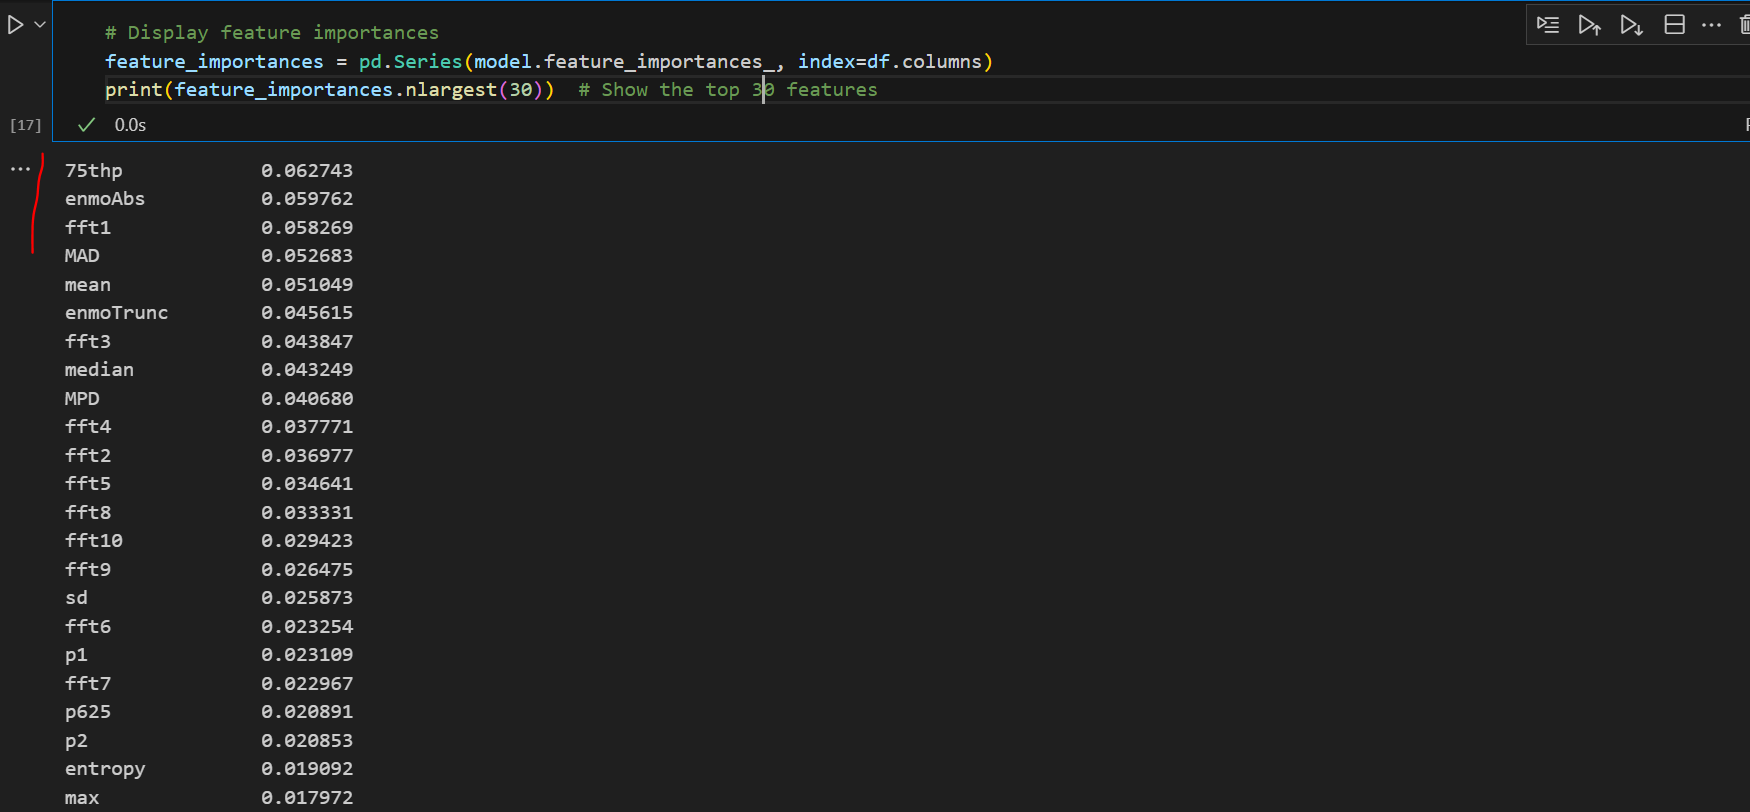 # Display feature importances
feature_importances = pd.Series(model.feature_importances_, index=df.columns)
print(feature_importances.nlargest(30))  # Show the top 30 features
[17] 0.0s
75thp 0.062743
enmoAbs 0.059762
fft1 0.058269
MAD 0.052683
mean 0.051049
enmoTrunc 0.045615
fft3 0.043847
median 0.043249
MPD 0.040680
fft4 0.037771
fft2 0.036977
fft5 0.034641
fft8 0.033331
fft10 0.029423
fft9 0.026475
sd 0.025873
fft6 0.023254
p1 0.023109
fft7 0.022967
p625 0.020891
p2 0.020853
entropy 0.019092
max 0.017972